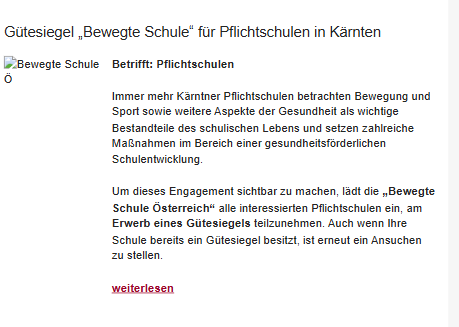 Gütesiegel „Bewegte Schule“ für Pflichtschulen in Kärnten
Bewegte Schule
Ö
Betrifft: Pflichtschulen
Immer mehr Kärntner Pflichtschulen betrachten Bewegung und
Sport sowie weitere Aspekte der Gesundheit als wichtige
Bestandteile des schulischen Lebens und setzen zahlreiche
Maßnahmen im Bereich einer gesundheitsförderlichen
Schulentwicklung.
Um dieses Engagement sichtbar zu machen, lädt die „Bewegte
Schule Österreich“ alle interessierten Pflichtschulen ein, am
Erwerb eines Gütesiegels teilzunehmen. Auch wenn Ihre
Schule bereits ein Gütesiegel besitzt, ist erneut ein Ansuchen
zu stellen.
weiterlesen